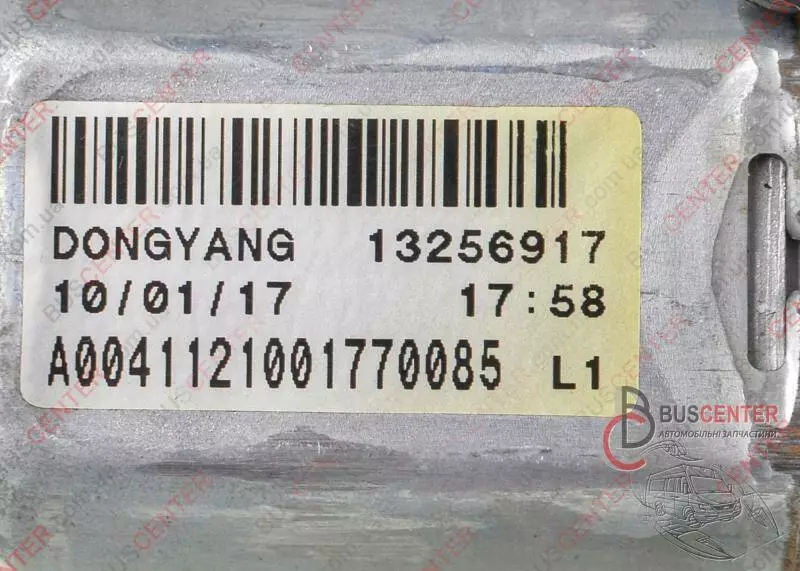 DONGYANG 13256917
10/01/17 17:58
A0041121001770085 L1
BUSCENTER
АВТОМОБІЛЬНІ ЗАПЧАСТИНИ